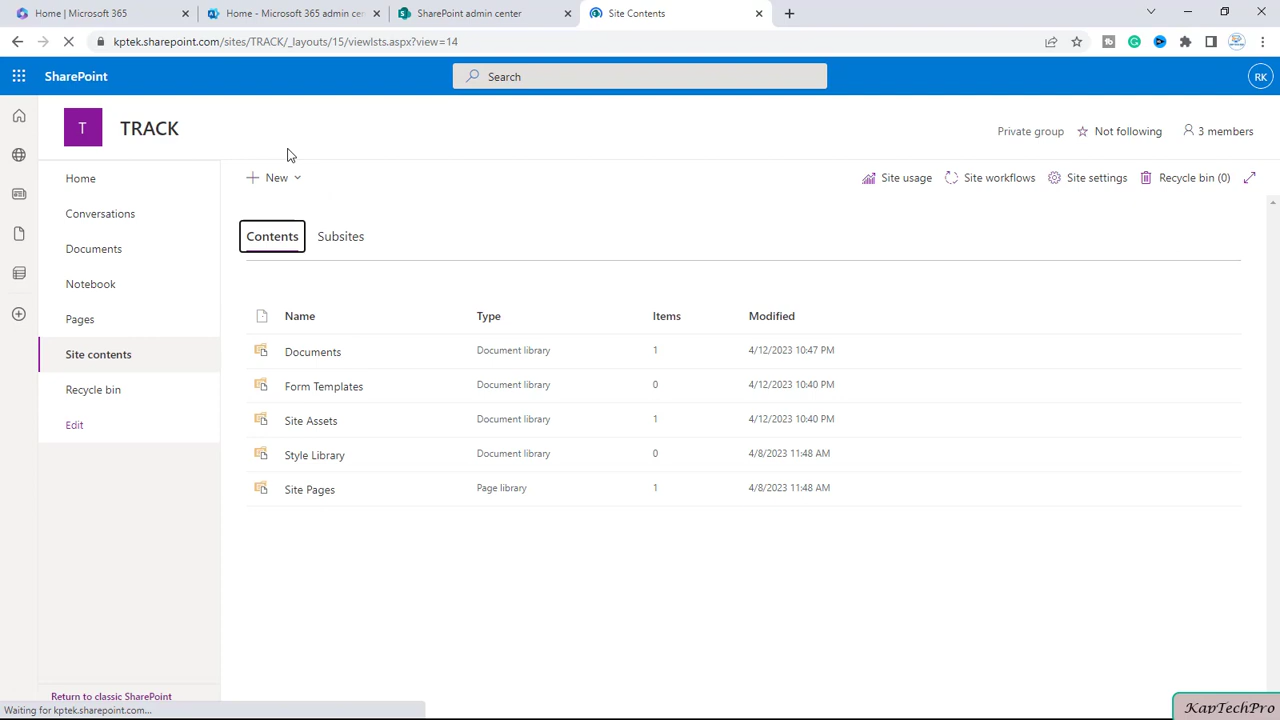 Home | Microsoft 365
Home - Microsoft 365 admin cen
SharePoint admin center
Site Contents
kptek.sharepoint.com/sites/TRACK/_layouts/15/viewlsts.aspx?view=14
SharePoint
Search
RK
T
TRACK
Private group
Not following
3 members
Home
Conversations
Documents
Notebook
Pages
Site contents
Recycle bin
Edit
New
Site usage
Site workflows
Site settings
Recycle bin (0)
Contents
Subsites
Name Type Items Modified
Documents Document library 1 4/12/2023 10:47 PM
Form Templates Document library 0 4/12/2023 10:40 PM
Site Assets Document library 1 4/12/2023 10:40 PM
Style Library Document library 0 4/8/2023 11:48 AM
Site Pages Page library 1 4/8/2023 11:48 AM
Return to classic SharePoint
Waiting for kptek.sharepoint.com...
KapTechPro